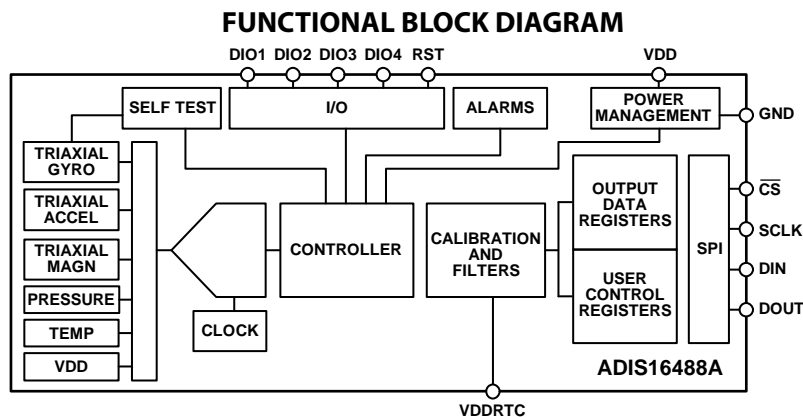 FUNCTIONAL BLOCK DIAGRAM
DIO1 DIO2 DIO3 DIO4 RST VDD
SELF TEST
I/O
ALARMS
POWER
MANAGEMENT
GND
TRIAXIAL
GYRO
TRIAXIAL
ACCEL
TRIAXIAL
MAGN
PRESSURE
TEMP
VDD
CLOCK
CONTROLLER
CALIBRATION
AND
FILTERS
OUTPUT
DATA
REGISTERS
USER
CONTROL
REGISTERS
SPI
CS
SCLK
DIN
DOUT
ADIS16488A
VDDRTC